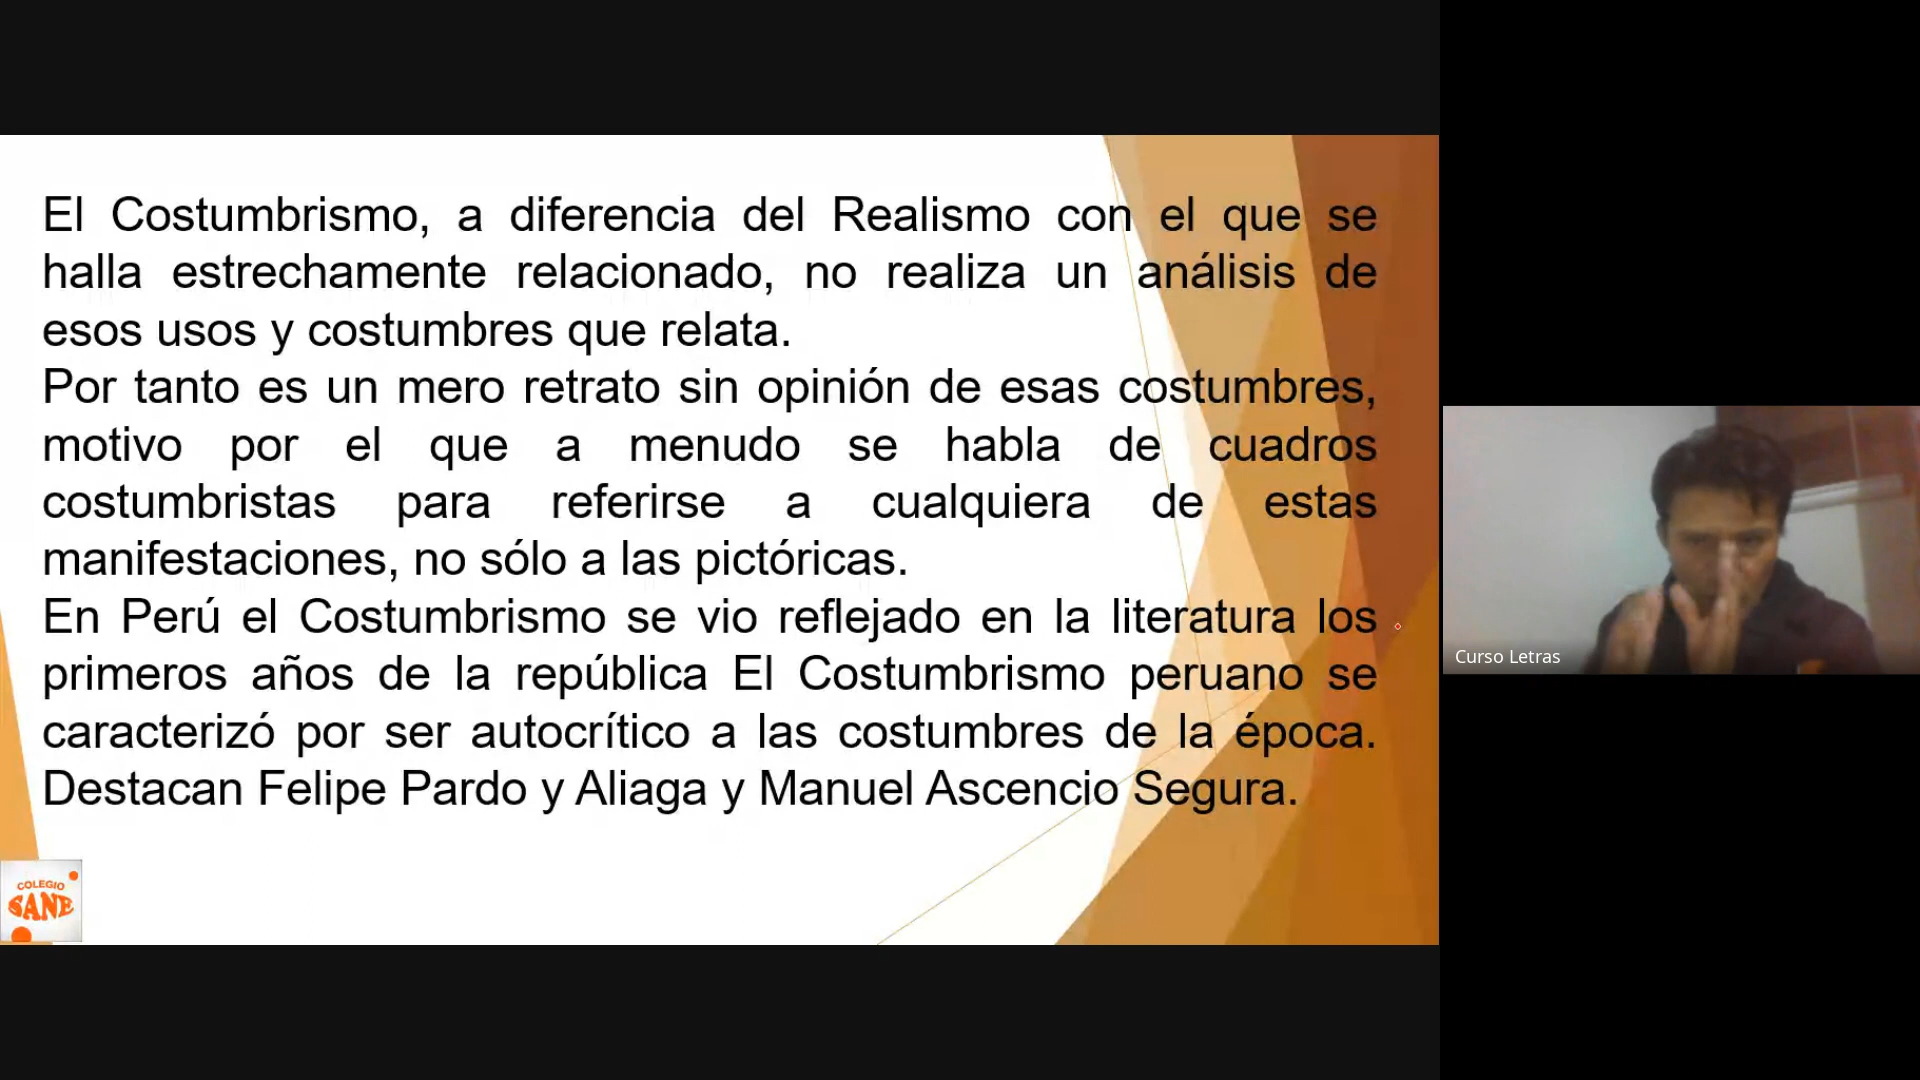 El Costumbrismo, a diferencia del Realismo con el que se
halla estrechamente relacionado, no realiza un análisis de
esos usos y costumbres que relata.
Por tanto es un mero retrato sin opinión de esas costumbres,
motivo por el que a menudo se habla de cuadros
costumbristas para referirse a cualquiera de estas
manifestaciones, no sólo a las pictóricas.
En Perú el Costumbrismo se vio reflejado en la literatura los
primeros años de la república El Costumbrismo peruano se
caracterizó por ser autocrítico a las costumbres de la época.
Destacan Felipe Pardo y Aliaga y Manuel Ascencio Segura.
COLEGIO
SANE
Curso Letras